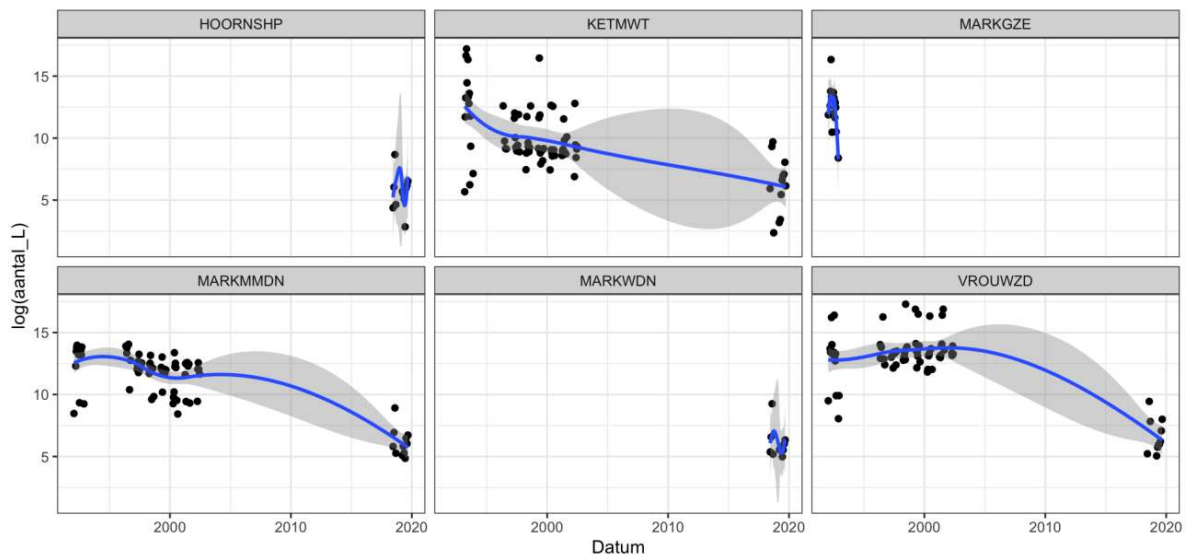 HOORNSHP KETMWT MARKGZE
15
10
5
MARKMMDN MARKWDN VROUWZD
15
10
5
log(aantal_L)
2000 2010 2020 2000 2010 2020 2000 2010 2020
Datum